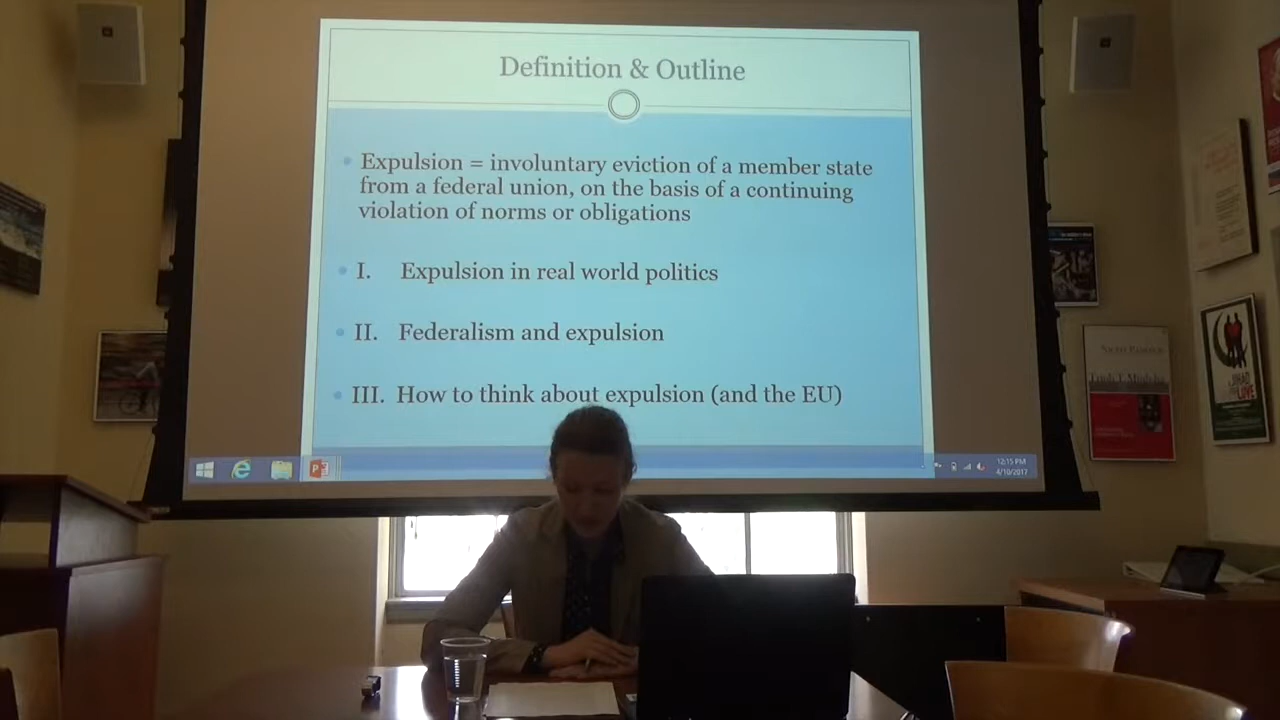 Definition & Outline
Expulsion = involuntary eviction of a member state
from a federal union, on the basis of a continuing
violation of norms or obligations
I. Expulsion in real world politics
II. Federalism and expulsion
III. How to think about expulsion (and the EU)
12:15 PM
4/10/2017
LOVE